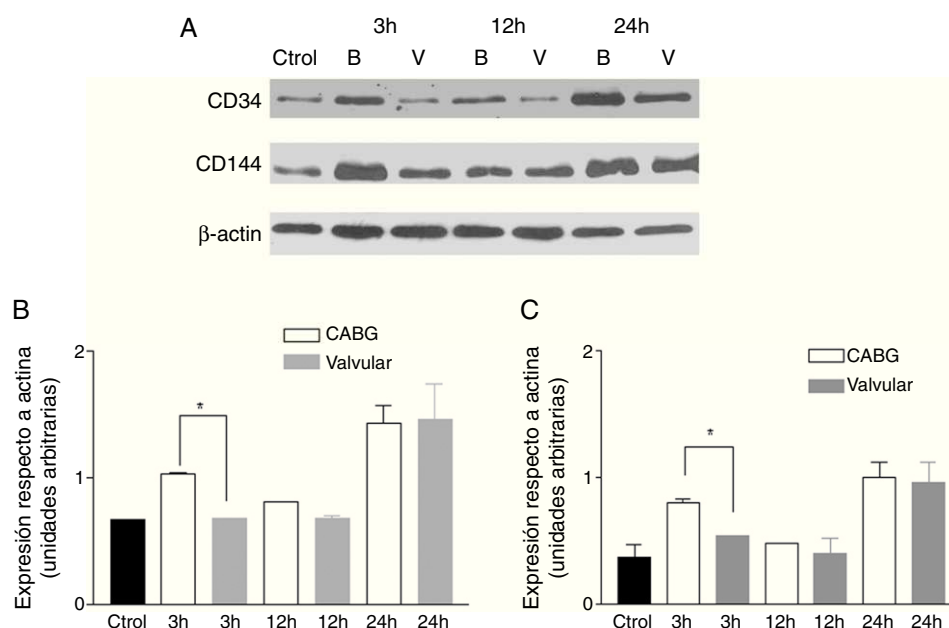 A
3h 12h 24h
Ctrol B V B V B V
CD34
CD144
β-actin
B
CABG
Valvular
Expresión respecto a actina
(unidades arbitrarias)
2
1
0
*
Ctrol 3h 3h 12h 12h 24h 24h
C
CABG
Valvular
Expresión respecto a actina
(unidades arbitrarias)
2
1
0
*
Ctrol 3h 3h 12h 12h 24h 24h